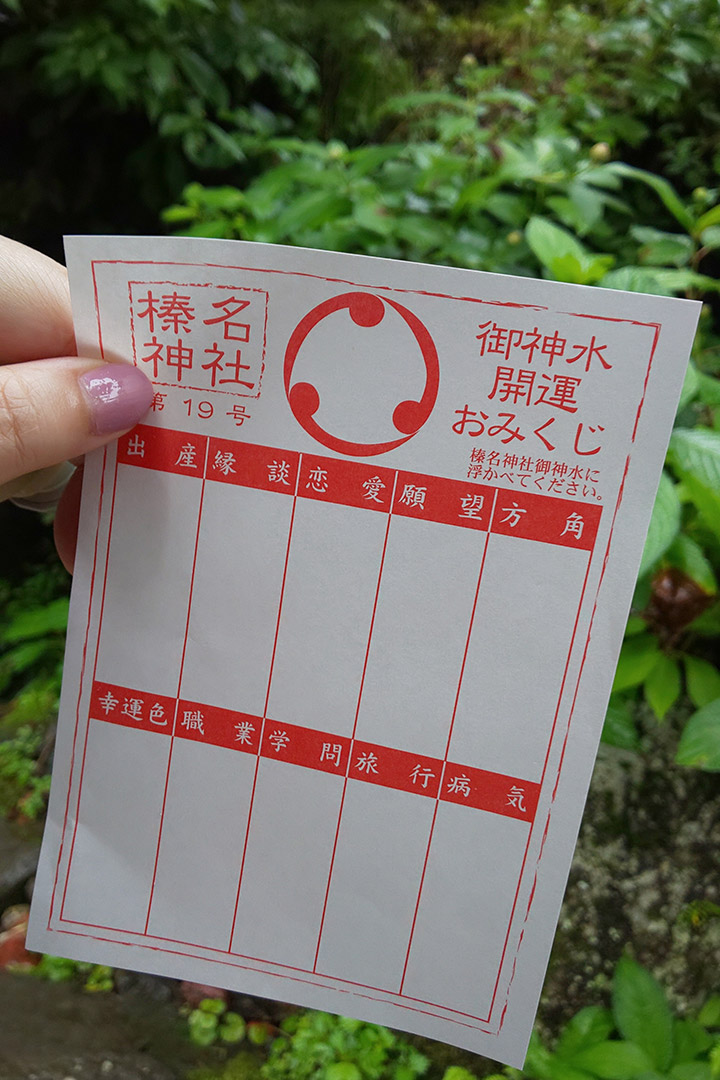 御神水
開運
おみくじ
榛名神社御神水に
浮かべてください。
榛名
神社
第19号
出産 縁談 恋愛 願望 方角
幸運色 職業 学問 旅行 病気